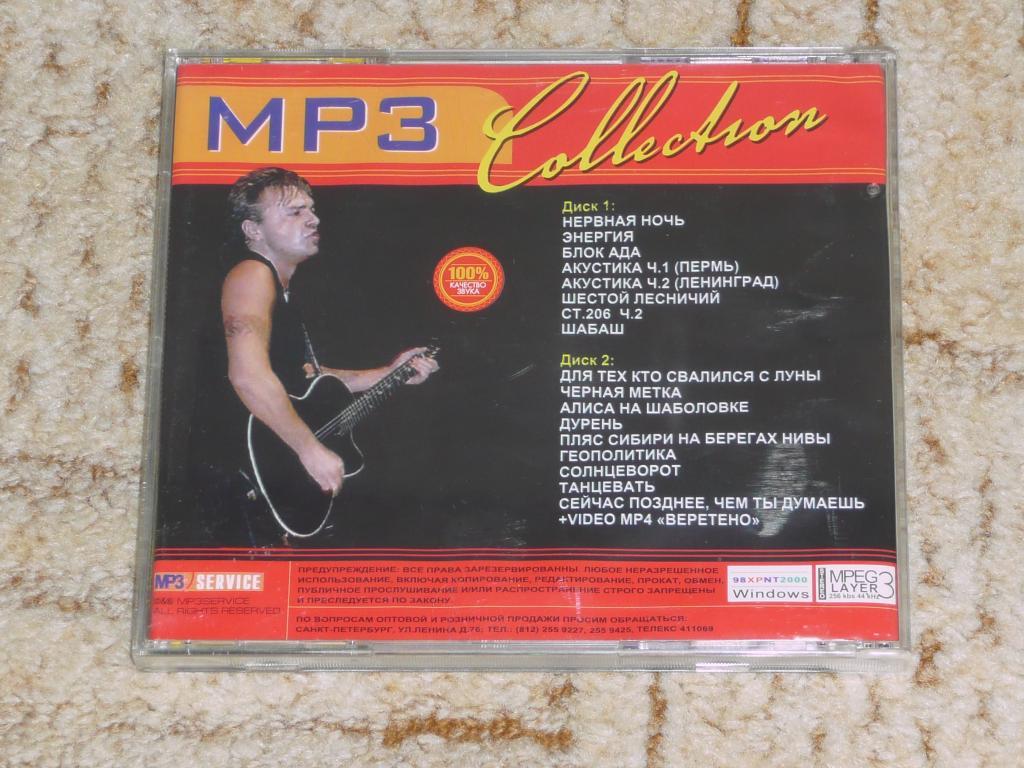 MP3 Collection
100%
КАЧЕСТВО
ЗВУКА
Диск 1:
НЕРВНАЯ НОЧЬ
ЭНЕРГИЯ
БЛОК АДА
АКУСТИКА Ч.1 (ПЕРМЬ)
АКУСТИКА Ч.2 (ЛЕНИНГРАД)
ШЕСТОЙ ЛЕСНИЧИЙ
СТ.206 Ч.2
ШАБАШ
Диск 2:
ДЛЯ ТЕХ КТО СВАЛИЛСЯ С ЛУНЫ
ЧЕРНАЯ МЕТКА
АЛИСА НА ШАБОЛОВКЕ
ДУРЕНЬ
ПЛЯС СИБИРИ НА БЕРЕГАХ НИВЫ
ГЕОПОЛИТИКА
СОЛНЦЕВОРОТ
ТАНЦЕВАТЬ
СЕЙЧАС ПОЗДНЕЕ, ЧЕМ ТЫ ДУМАЕШЬ
+VIDEO MP4 «ВЕРЕТЕНО»
MP3 SERVICE
MP3SERVICE
ALL RIGHTS RESERVED
ПРЕДУПРЕЖДЕНИЕ: ВСЕ ПРАВА ЗАРЕЗЕРВИРОВАННЫ. ЛЮБОЕ НЕРАЗРЕШЕННОЕ
ИСПОЛЬЗОВАНИЕ, ВКЛЮЧАЯ КОПИРОВАНИЕ, РЕДАКТИРОВАНИЕ, ПРОКАТ, ОБМЕН,
ПУБЛИЧНОЕ ПРОСЛУШИВАНИЕ И/ИЛИ РАСПРОСТРАНЕНИЕ СТРОГО ЗАПРЕЩЕНЫ
И ПРЕСЛЕДУЕТСЯ ПО ЗАКОНУ.
ПО ВОПРОСАМ ОПТОВОЙ И РОЗНИЧНОЙ ПРОДАЖИ ПРОСИМ ОБРАЩАТЬСЯ:
САНКТ-ПЕТЕРБУРГ, УЛ.ЛЕНИНА Д.76; ТЕЛ.: (812) 255 9227, 255 9425, ТЕЛЕКС 411069
98XPNT2000
Windows
MPEG
LAYER 3
256 kbs 44 kHz